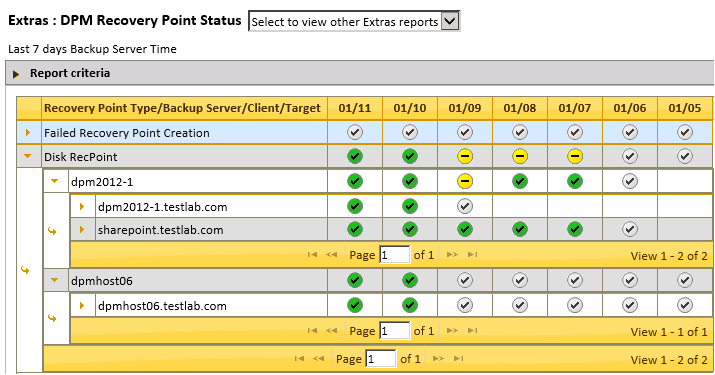 Extras : DPM Recovery Point Status Select to view other Extras reports
Last 7 days Backup Server Time
Report criteria
Recovery Point Type/Backup Server/Client/Target 01/11 01/10 01/09 01/08 01/07 01/06 01/05
Failed Recovery Point Creation
Disk RecPoint
dpm2012-1
dpm2012-1.testlab.com
sharepoint.testlab.com
Page 1 of 1 View 1 - 2 of 2
dpmhost06
dpmhost06.testlab.com
Page 1 of 1 View 1 - 1 of 1
Page 1 of 1 View 1 - 2 of 2